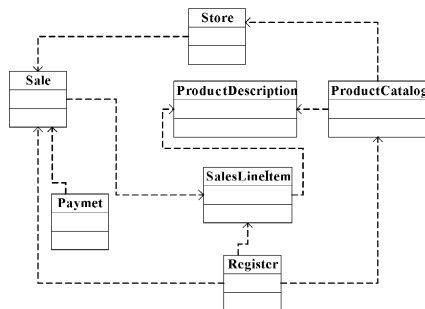 Store
Sale
ProductDescription
ProductCatalog
SalesLineItem
Paymet
Register